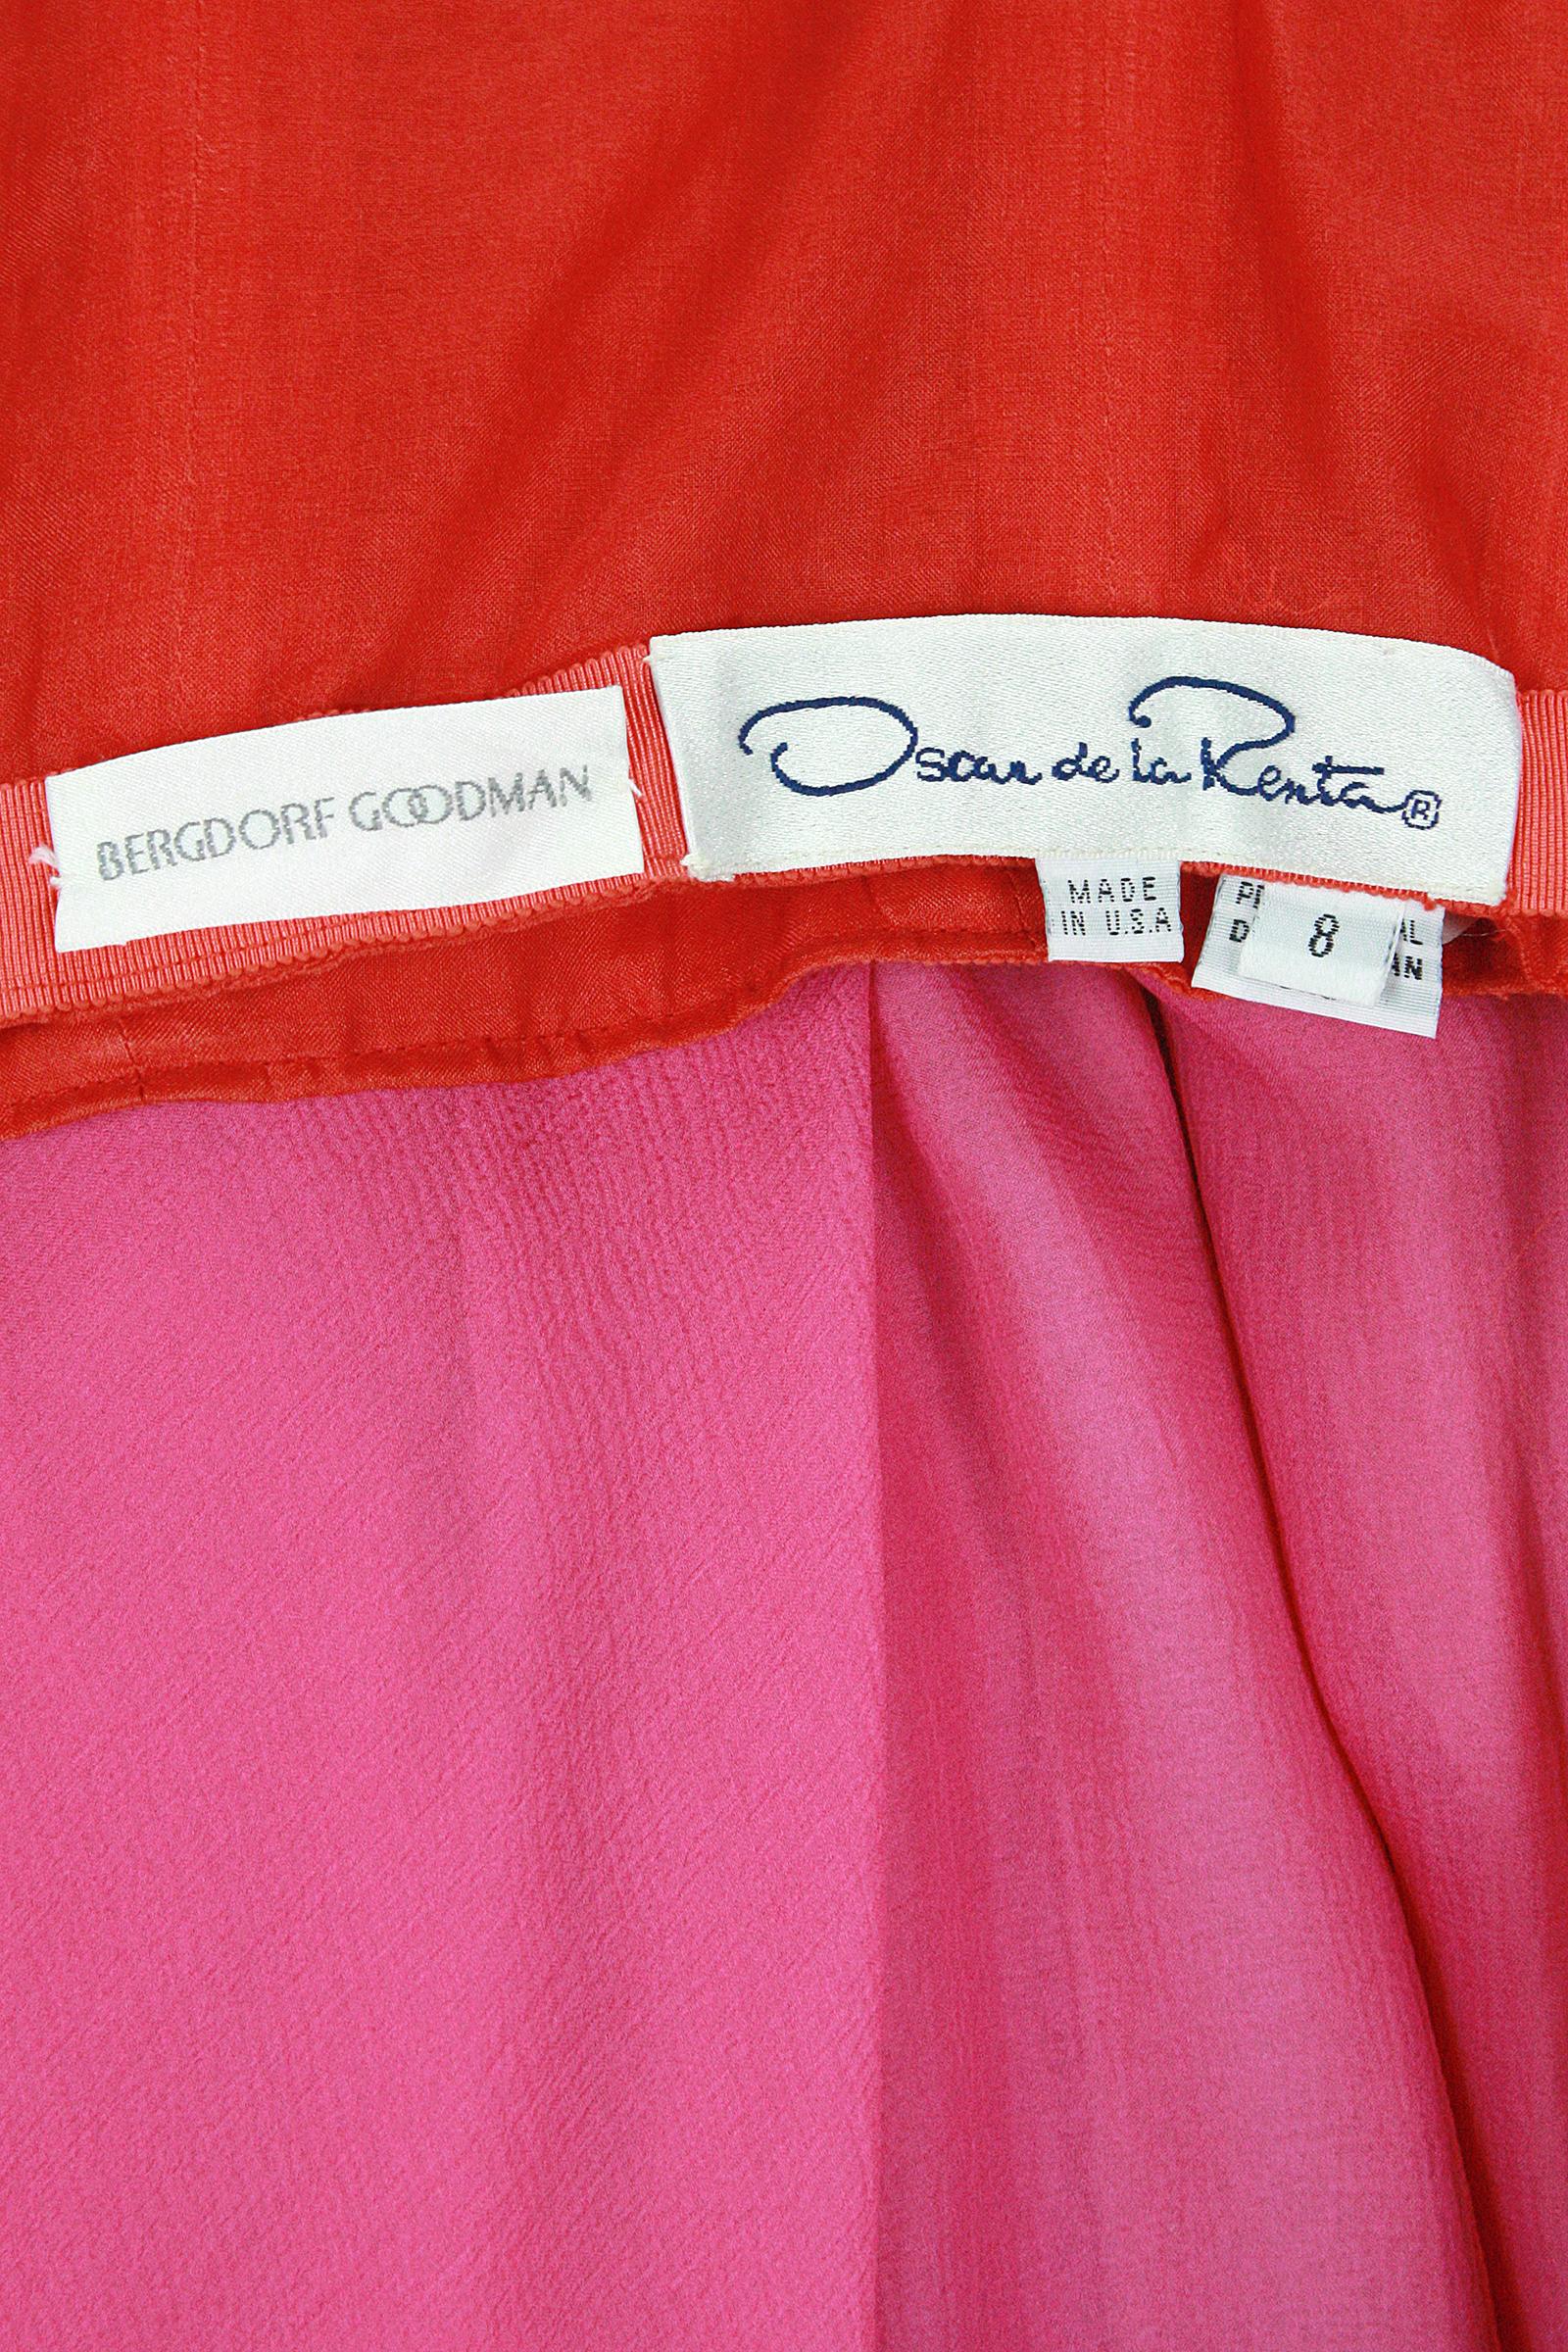 BERGDORF GOODMAN
Oscar de la Renta ®
MADE
IN U.S.A
8